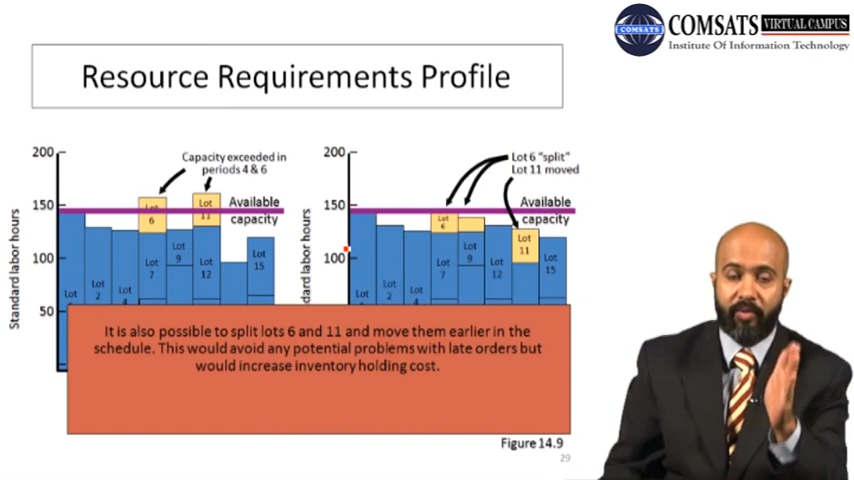 COMSATS VIRTUAL CAMPUS
COMSATS
Institute Of Information Technology
Resource Requirements Profile
200
150
100
50
Standard labor hours
Capacity exceeded in
periods 4 & 6
Available
capacity
Lot
Lot
2
Lot
4
Lot
6
Lot
7
Lot
9
Lot
11
Lot
12
Lot
15
200
150
100
standard labor hours
Lot 6 "split"
Lot 11 moved
Available
capacity
Lot
Lot
2
Lot
4
Lot
6
Lot
7
Lot
9
Lot
12
Lot
11
Lot
15
It is also possible to split lots 6 and 11 and move them earlier in the
schedule. This would avoid any potential problems with late orders but
would increase inventory holding cost.
Figure 14.9
29